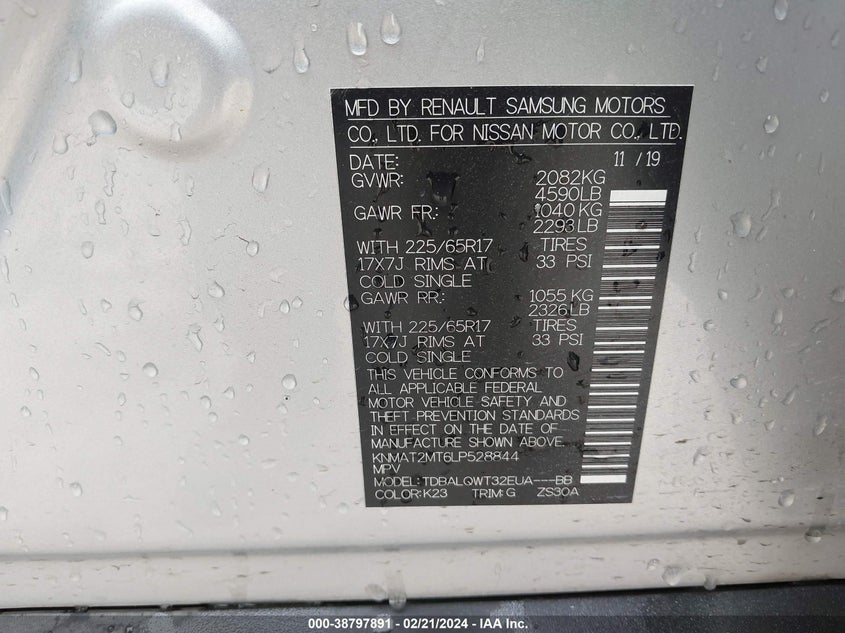 MFD BY RENAULT SAMSUNG MOTORS
CO. LTD. FOR NISSAN MOTOR CO. LTD.
DATE: 11 / 19
GVWR: 2082KG
4590LB
GAWR FR.: 1040 KG
2293 LB
WITH 225/65R17 TIRES
17X7J RIMS AT 33 PSI
COLD SINGLE
GAWR RR.: 1055 KG
2326 LB
WITH 225/65R17 TIRES
17X7J RIMS AT 33 PSI
COLD SINGLE
THIS VEHICLE CONFORMS TO
ALL APPLICABLE FEDERAL
MOTOR VEHICLE SAFETY AND
THEFT PREVENTION STANDARDS
IN EFFECT ON THE DATE OF
MANUFACTURE SHOWN ABOVE.
KNMAT2MT6LP528844
MPV
MODEL:TDBALQWT32EUA---BB
COLOR:K23 TRIM:G ZS30A
000-38797891 / 02/21/2024 - IAA Inc.